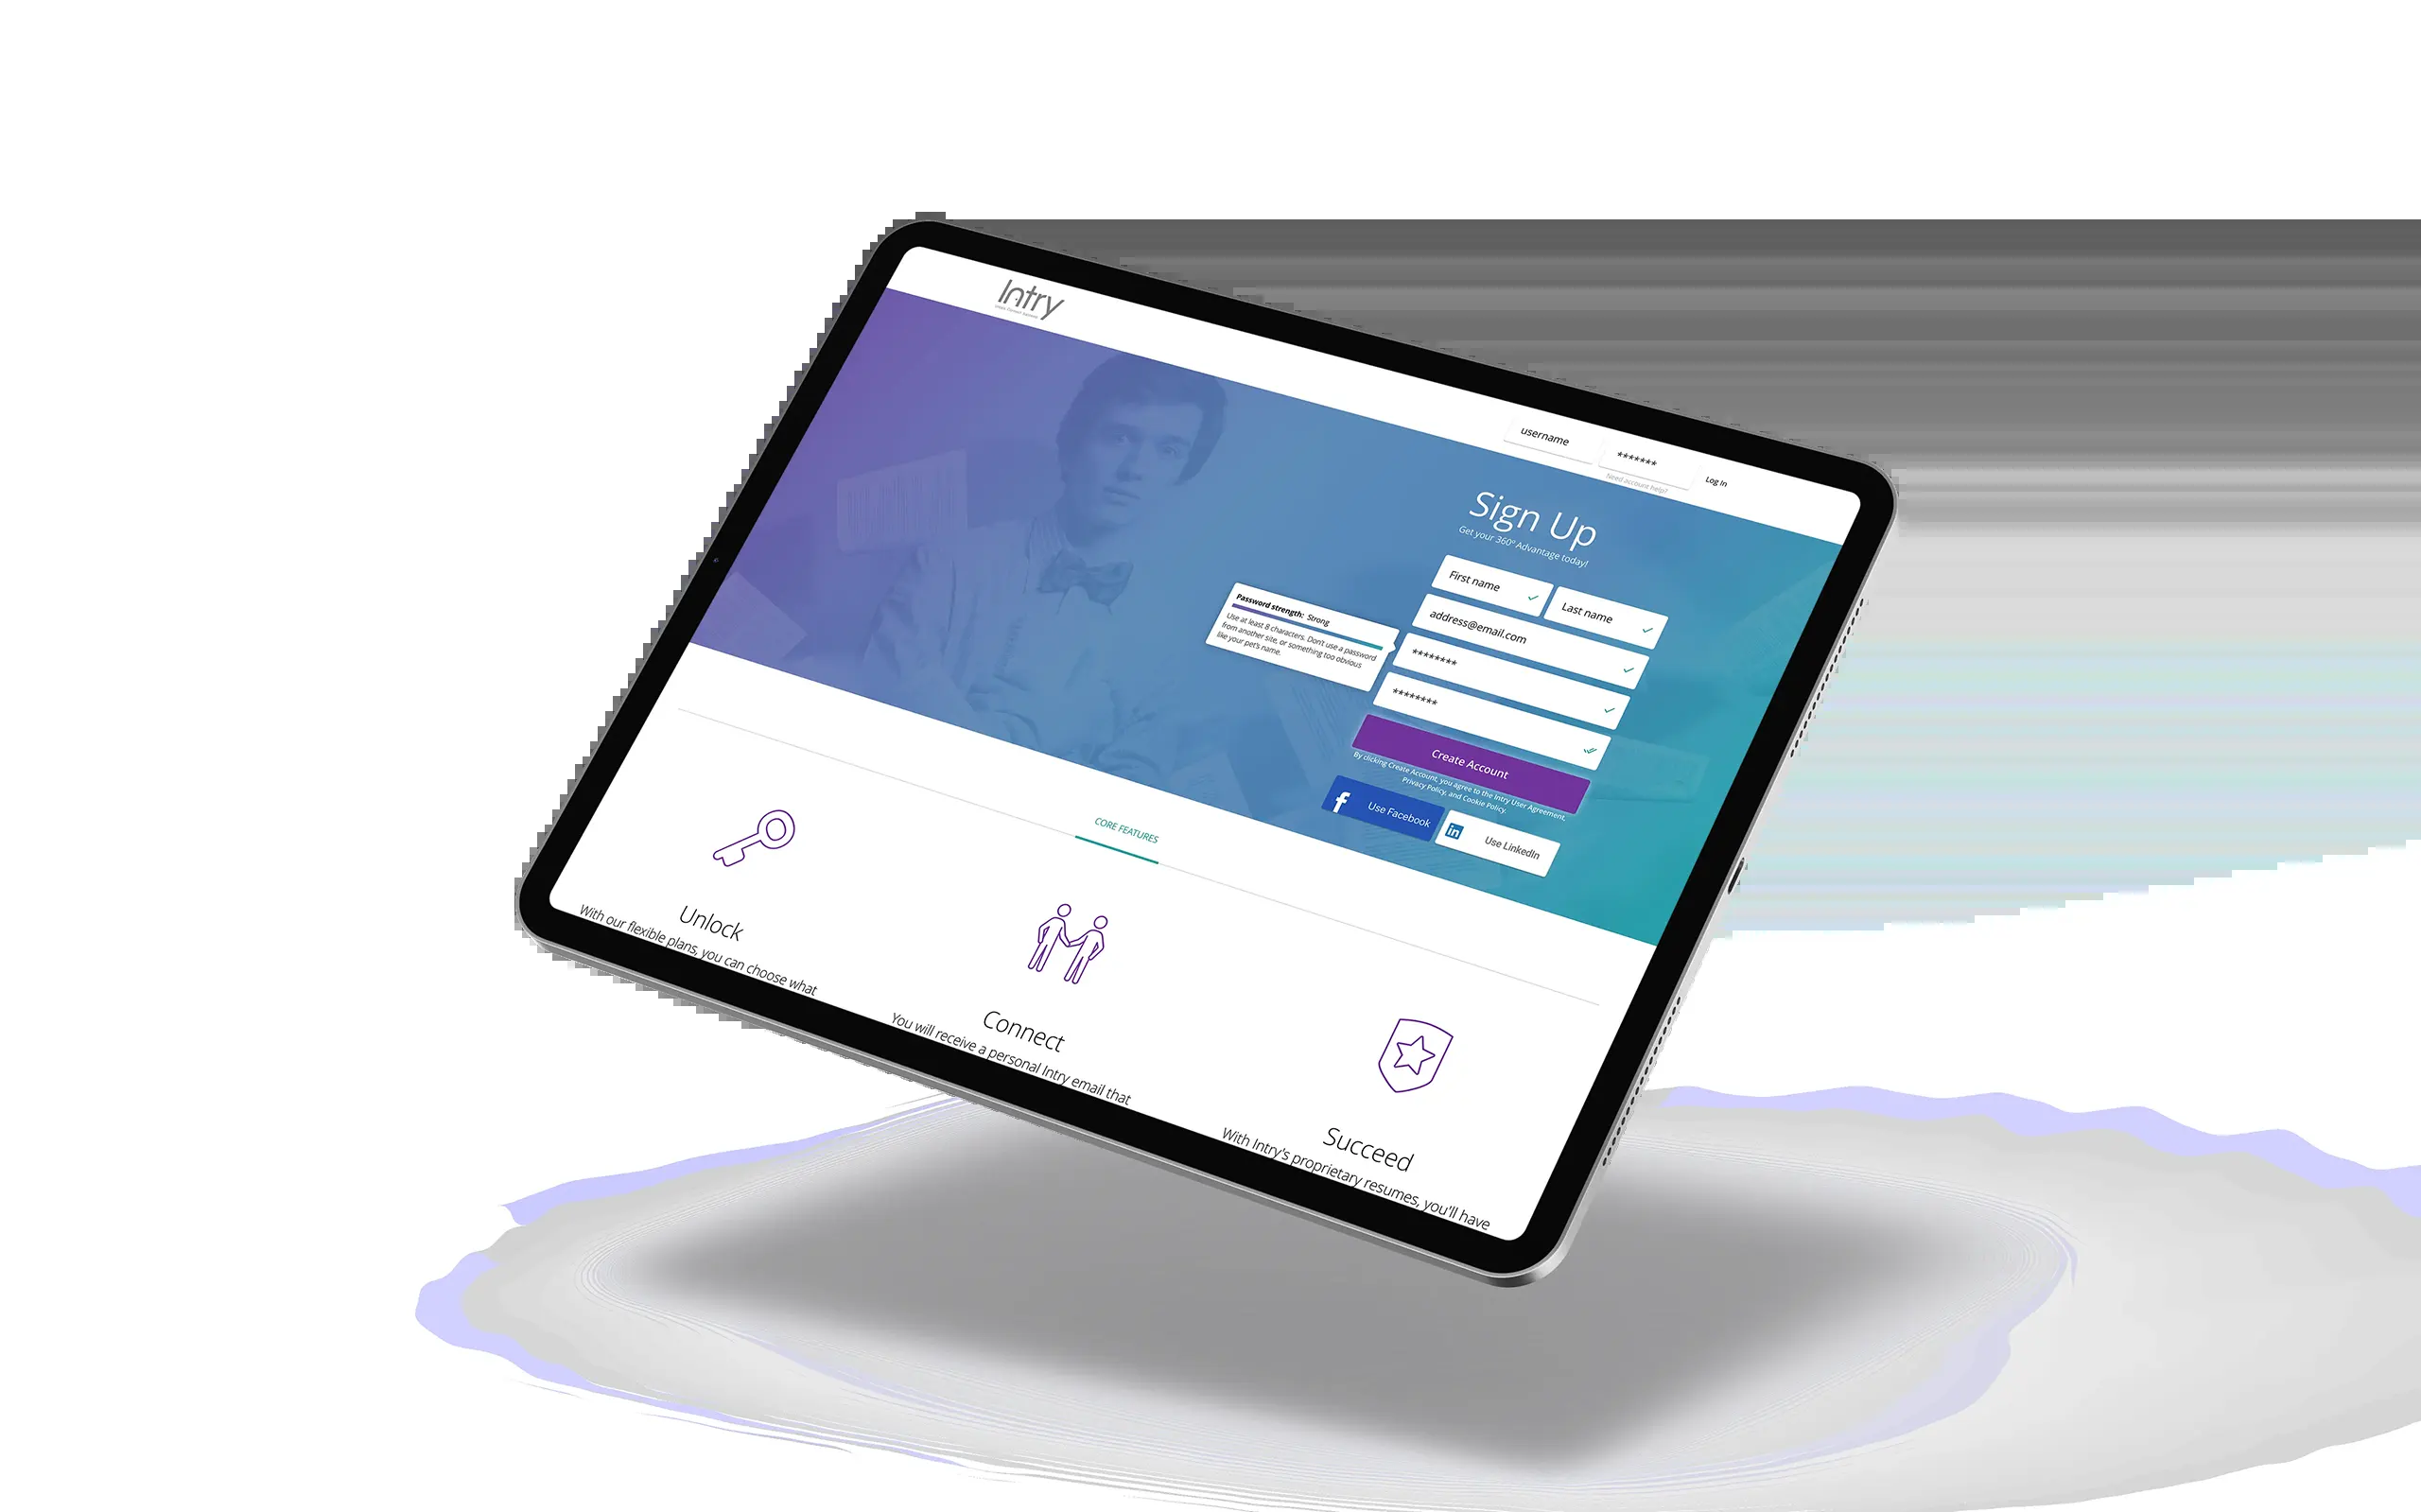 Intry
username
*******
Log In
Need account help?
Sign Up
Get your 360° Advantage today!
First name
Last name
address@email.com
Password strength: Strong
Use at least 8 characters. Don't use a password
from another site, or something too obvious
like your pet's name.
********
********
Create Account
By clicking Create Account, you agree to the Intry User Agreement,
Privacy Policy, and Cookie Policy.
Use Facebook
in
Use LinkedIn
CORE FEATURES
Unlock
With our flexible plans, you can choose what
Connect
You will receive a personal Intry email that
Succeed
With Intry's proprietary resumes, you'll have